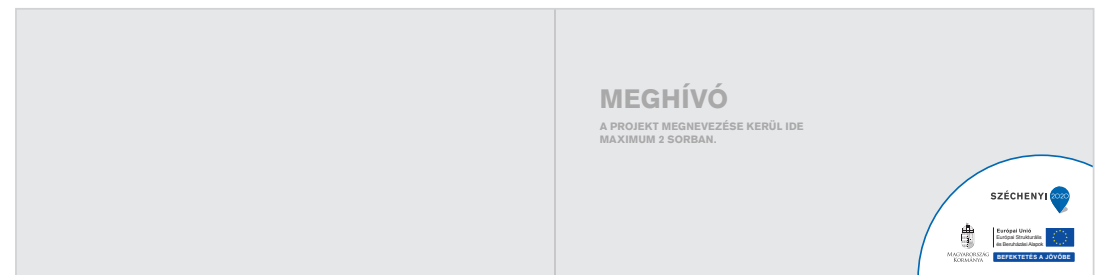 MEGHÍVÓ
A PROJEKT MEGNEVEZÉSE KERÜL IDE
MAXIMUM 2 SORBAN.
SZÉCHENYI 2020
MAGYARORSZÁG
KORMÁNYA
Európai Unió
Európai Strukturális
és Beruházási Alapok
BEFEKTETÉS A JÖVŐBE